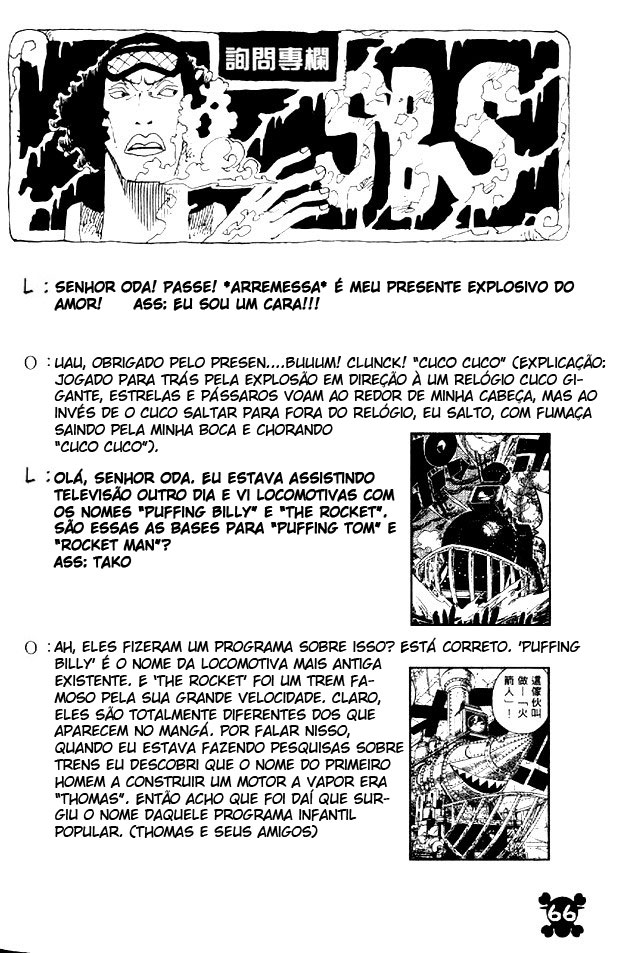 詢問專欄
SBS
L : SENHOR ODA! PASSE! *ARREMESSA* É MEU PRESENTE EXPLOSIVO DO
AMOR! ASS: EU SOU UM CARA!!!
O : UAU, OBRIGADO PELO PRESEN....BUUUM! CLUNCK! "CUCO CUCO" (EXPLICAÇÃO:
JOGADO PARA TRÁS PELA EXPLOSÃO EM DIREÇÃO À UM RELÓGIO CUCO GI-
GANTE, ESTRELAS E PÁSSAROS VOAM AO REDOR DE MINHA CABEÇA, MAS AO
INVÉS DE O CUCO SALTAR PARA FORA DO RELÓGIO, EU SALTO, COM FUMAÇA
SAINDO PELA MINHA BOCA E CHORANDO
"CUCO CUCO").
L : OLÁ, SENHOR ODA. EU ESTAVA ASSISTINDO
TELEVISÃO OUTRO DIA E VI LOCOMOTIVAS COM
OS NOMES "PUFFING BILLY" E "THE ROCKET".
SÃO ESSAS AS BASES PARA "PUFFING TOM" E
"ROCKET MAN"?
ASS: TAKO
O : AH, ELES FIZERAM UM PROGRAMA SOBRE ISSO? ESTÁ CORRETO. 'PUFFING
BILLY' É O NOME DA LOCOMOTIVA MAIS ANTIGA
EXISTENTE. E 'THE ROCKET' FOI UM TREM FA-
MOSO PELA SUA GRANDE VELOCIDADE. CLARO,
ELES SÃO TOTALMENTE DIFERENTES DOS QUE
APARECEM NO MANGÁ. POR FALAR NISSO,
QUANDO EU ESTAVA FAZENDO PESQUISAS SOBRE
TRENS EU DESCOBRI QUE O NOME DO PRIMEIRO
HOMEM A CONSTRUIR UM MOTOR A VAPOR ERA
"THOMAS". ENTÃO ACHO QUE FOI DAÍ QUE SUR-
GIU O NOME DAQUELE PROGRAMA INFANTIL
POPULAR. (THOMAS E SEUS AMIGOS)
這傢伙叫
做—「火
箭人」!
66